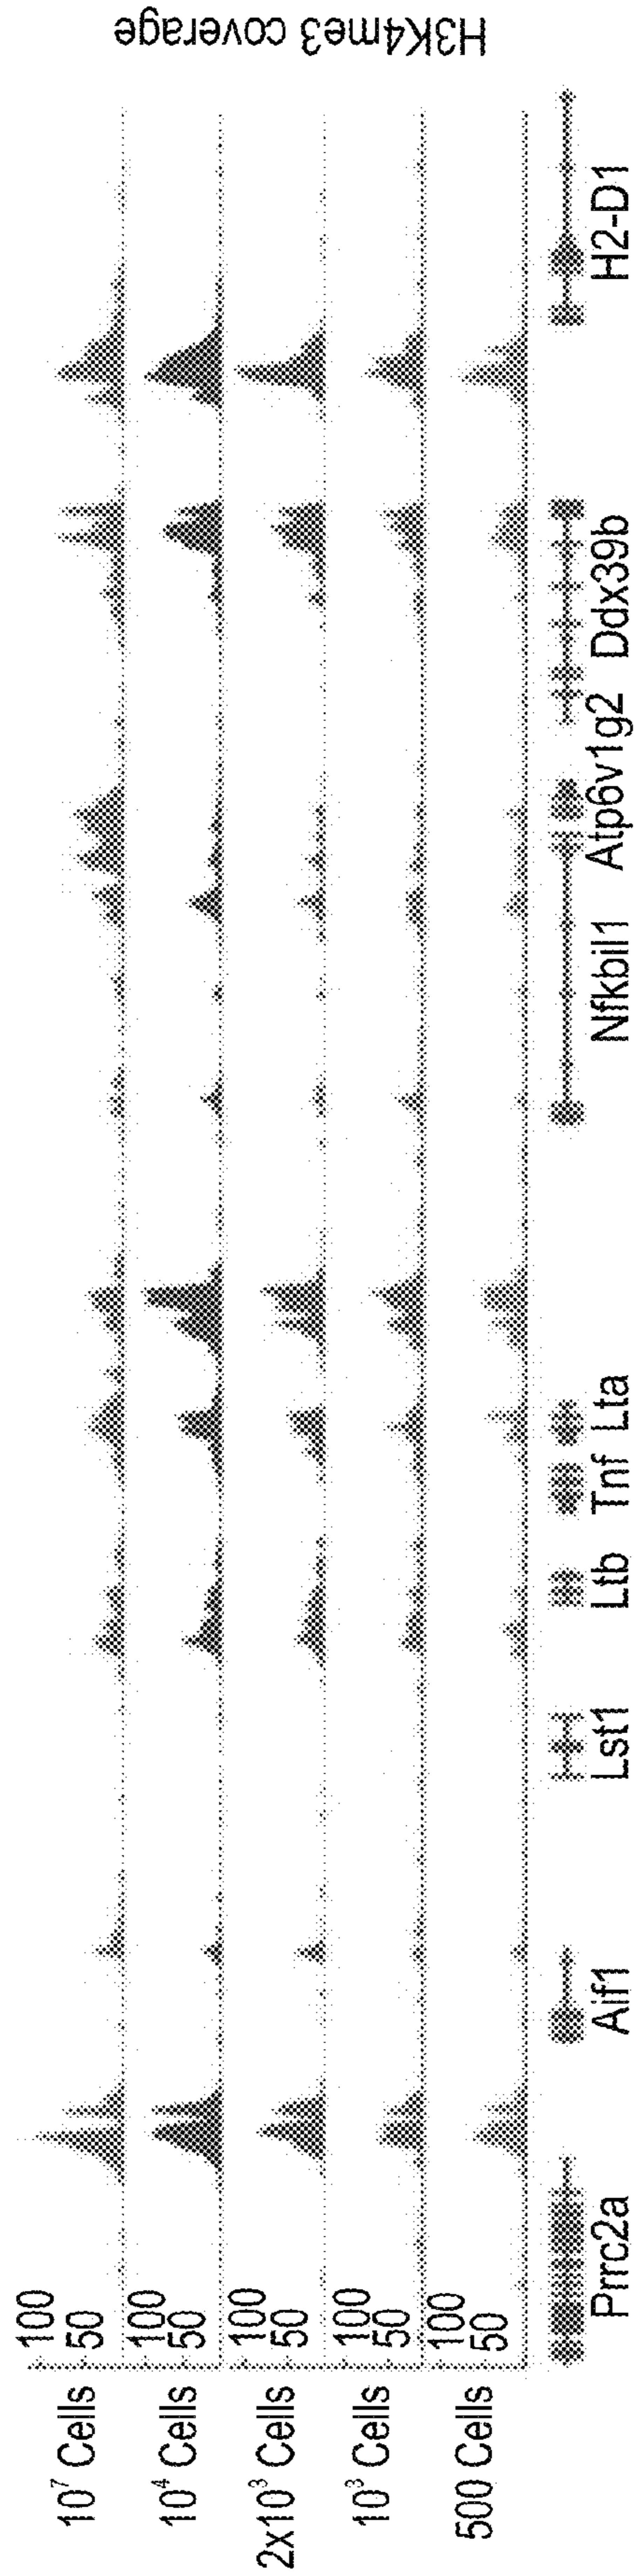 H3K4me3 coverage
10⁷ Cells
100
50
10⁴ Cells
100
50
2x10³ Cells
100
50
10³ Cells
100
50
500 Cells
100
50
Prrc2a
Aif1
Lst1
Ltb
Tnf
Lta
Nfkbil1
Atp6v1g2
Ddx39b
H2-D1